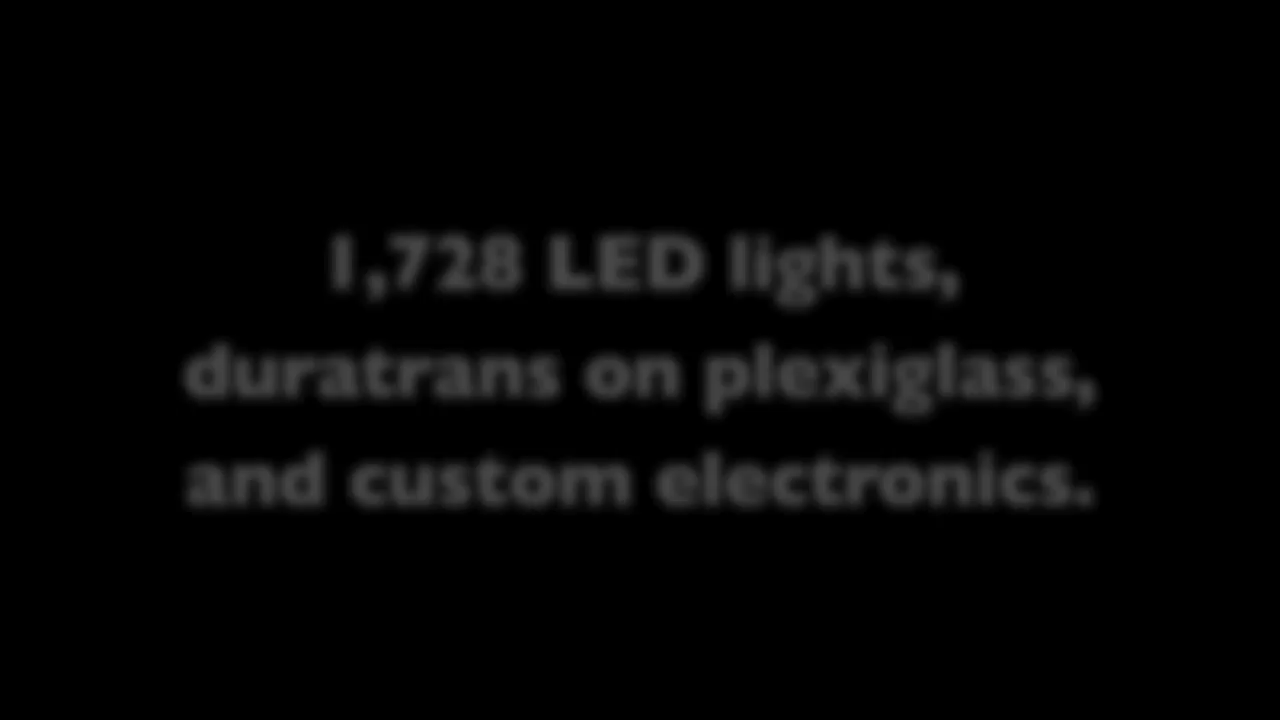 1,728 LED lights,
duratrans on plexiglass,
and custom electronics.